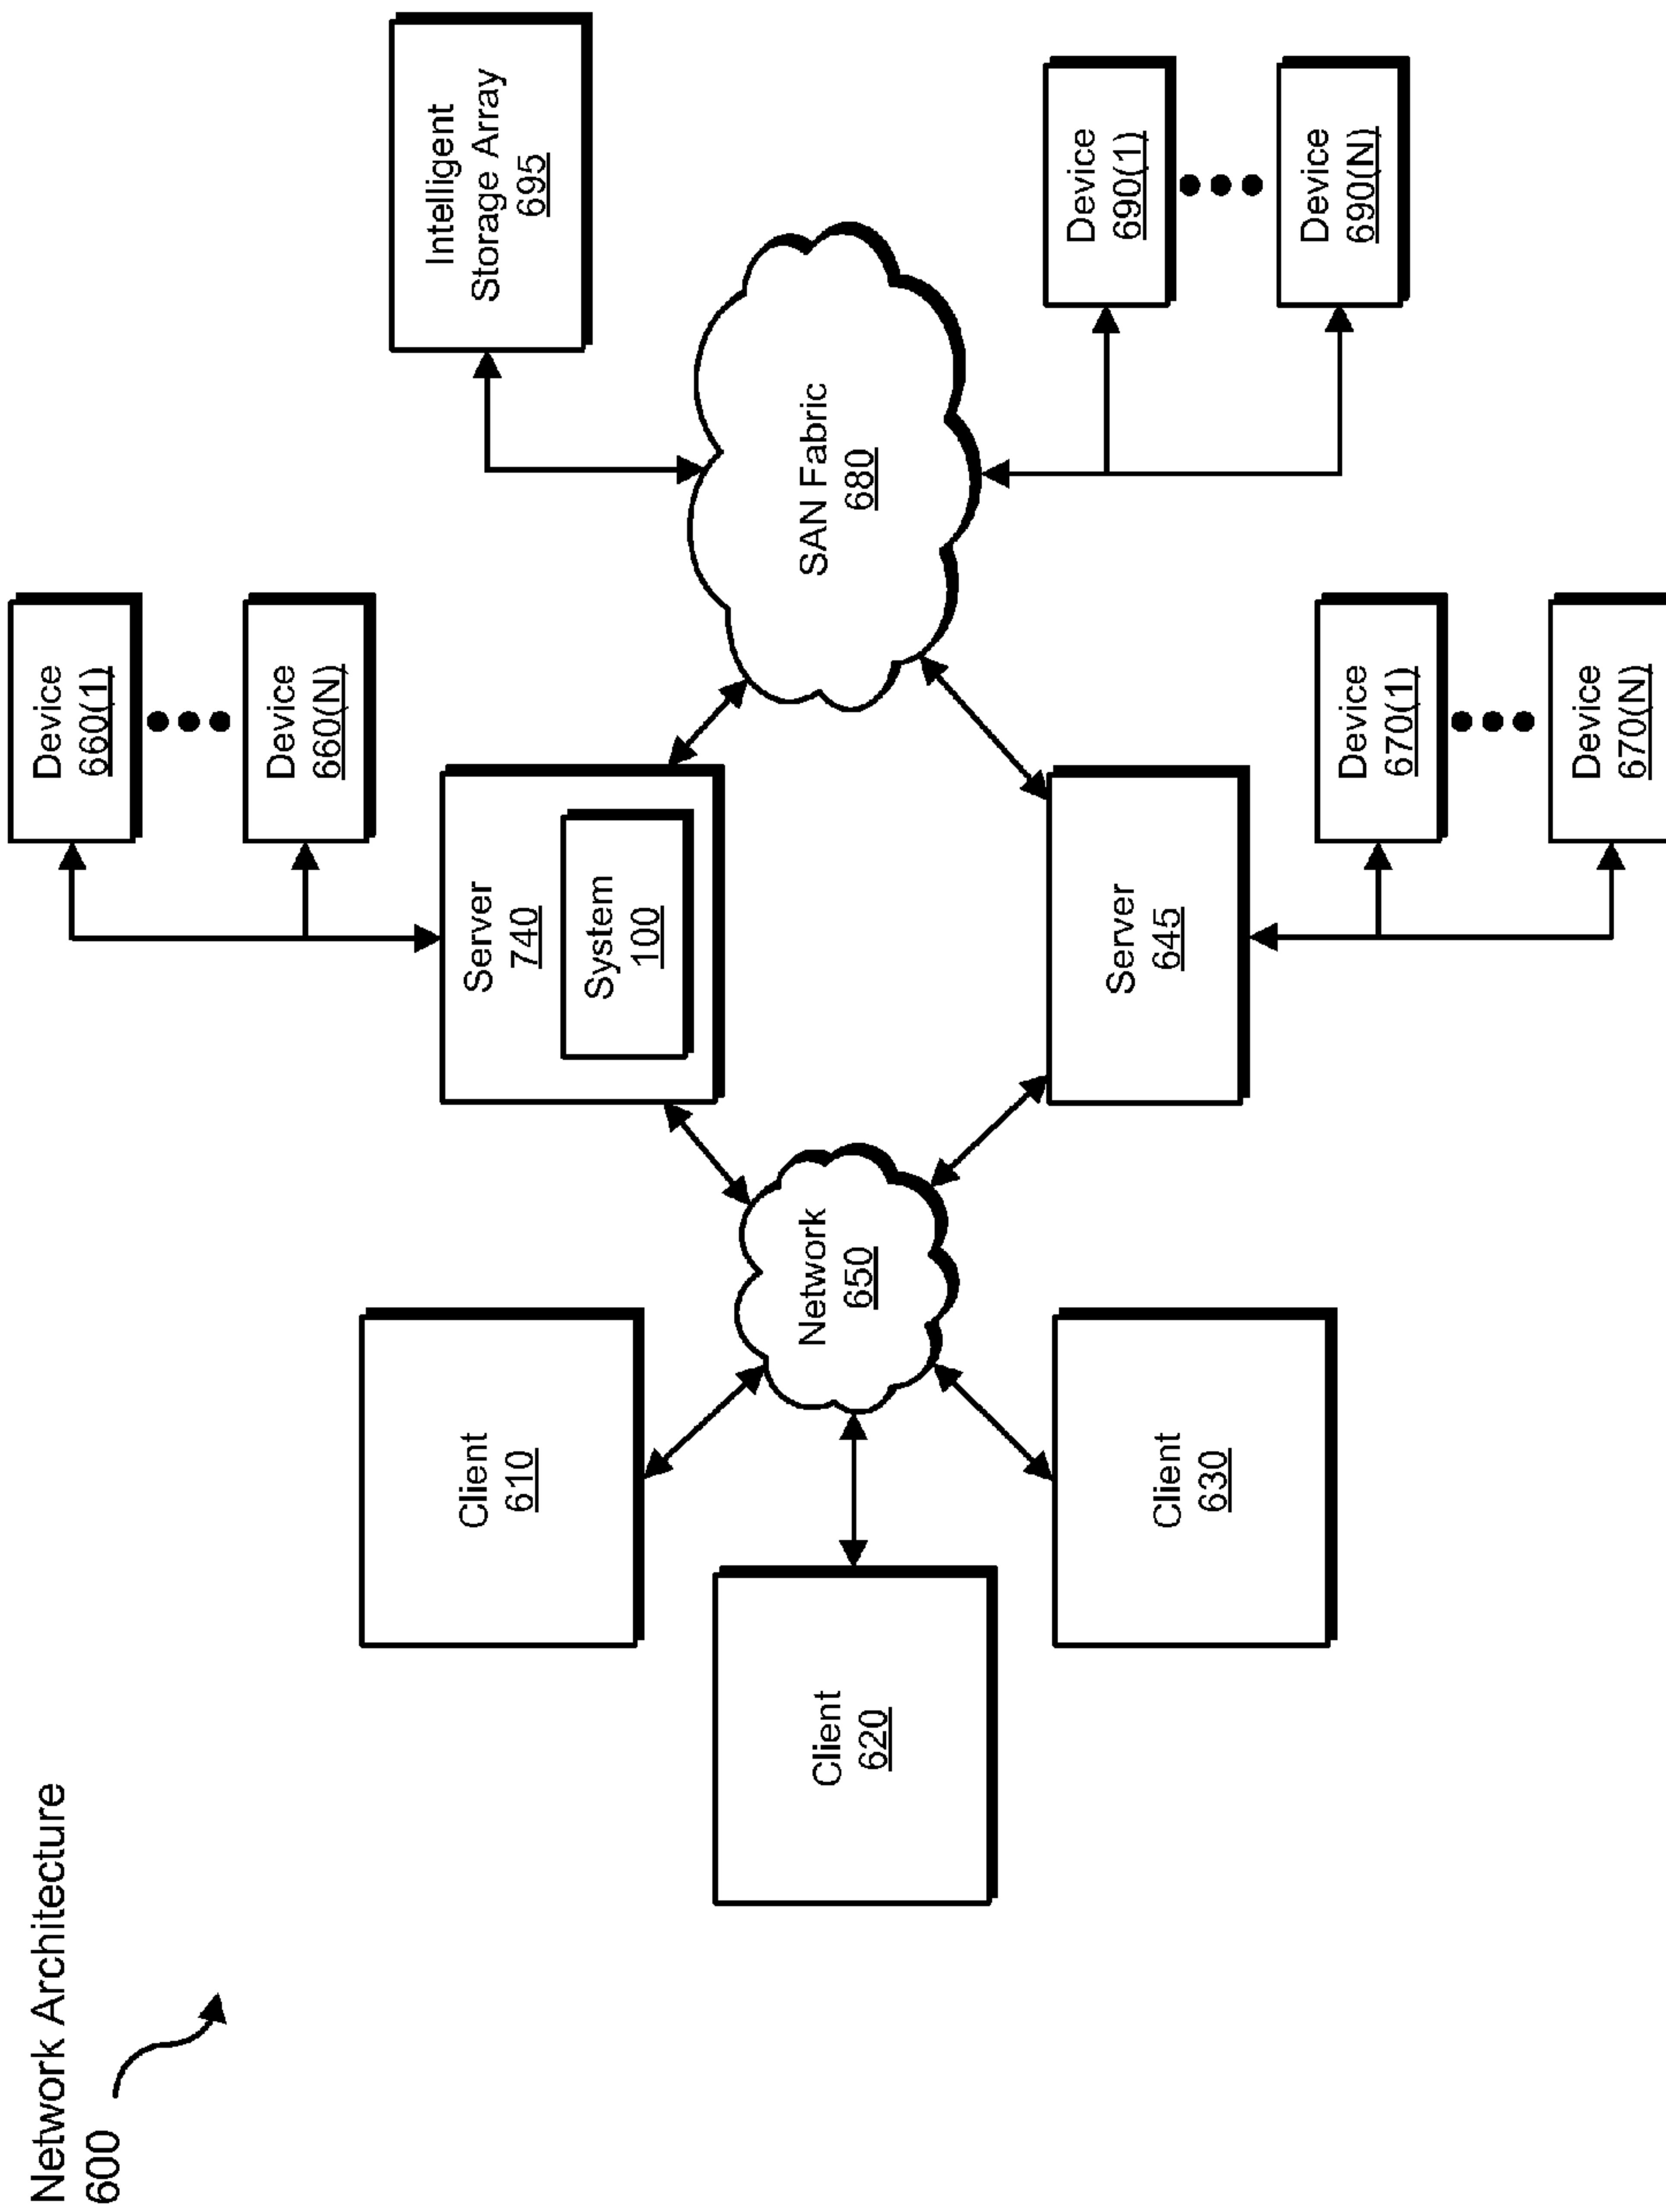 Network Architecture
600
Device
660(1)
Device
660(N)
Intelligent
Storage Array
695
Client
610
Server
740
System
100
Client
620
Network
650
SAN Fabric
680
Device
690(1)
Device
690(N)
Client
630
Server
645
Device
670(1)
Device
670(N)